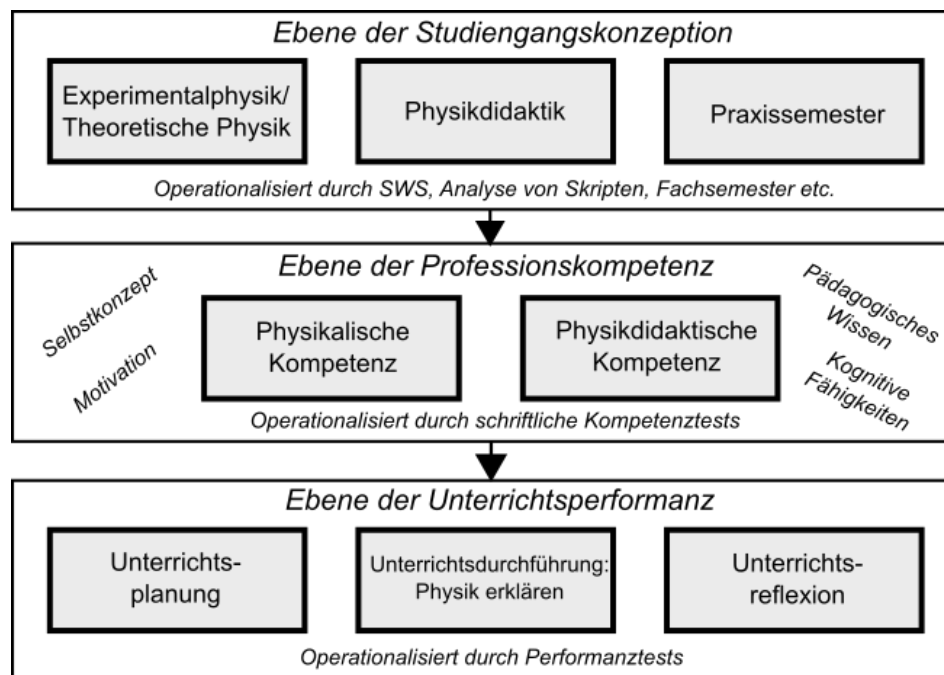 Ebene der Studiengangskonzeption
Experimentalphysik/
Theoretische Physik
Physikdidaktik
Praxissemester
Operationalisiert durch SWS, Analyse von Skripten, Fachsemester etc.
Ebene der Professionskompetenz
Selbstkonzept
Motivation
Physikalische
Kompetenz
Physikdidaktische
Kompetenz
Pädagogisches
Wissen
Kognitive
Fähigkeiten
Operationalisiert durch schriftliche Kompetenztests
Ebene der Unterrichtsperformanz
Unterrichts-
planung
Unterrichtsdurchführung:
Physik erklären
Unterrichts-
reflexion
Operationalisiert durch Performanztests